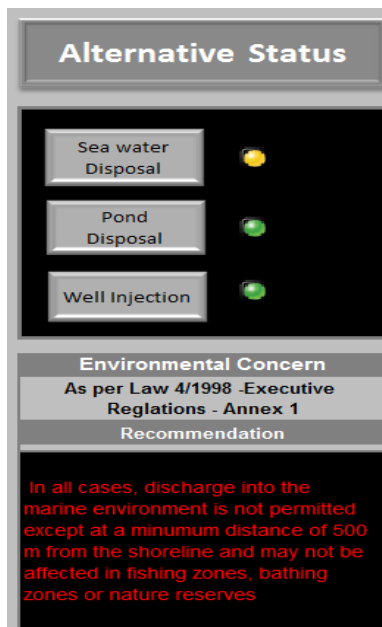 Alternative Status
Sea water
Disposal
Pond
Disposal
Well Injection
Environmental Concern
As per Law 4/1998 -Executive
Reglations - Annex 1
Recommendation
In all cases, discharge into the
marine environment is not permitted
except at a minumum distance of 500
m from the shoreline and may not be
affected in fishing zones, bathing
zones or nature reserves